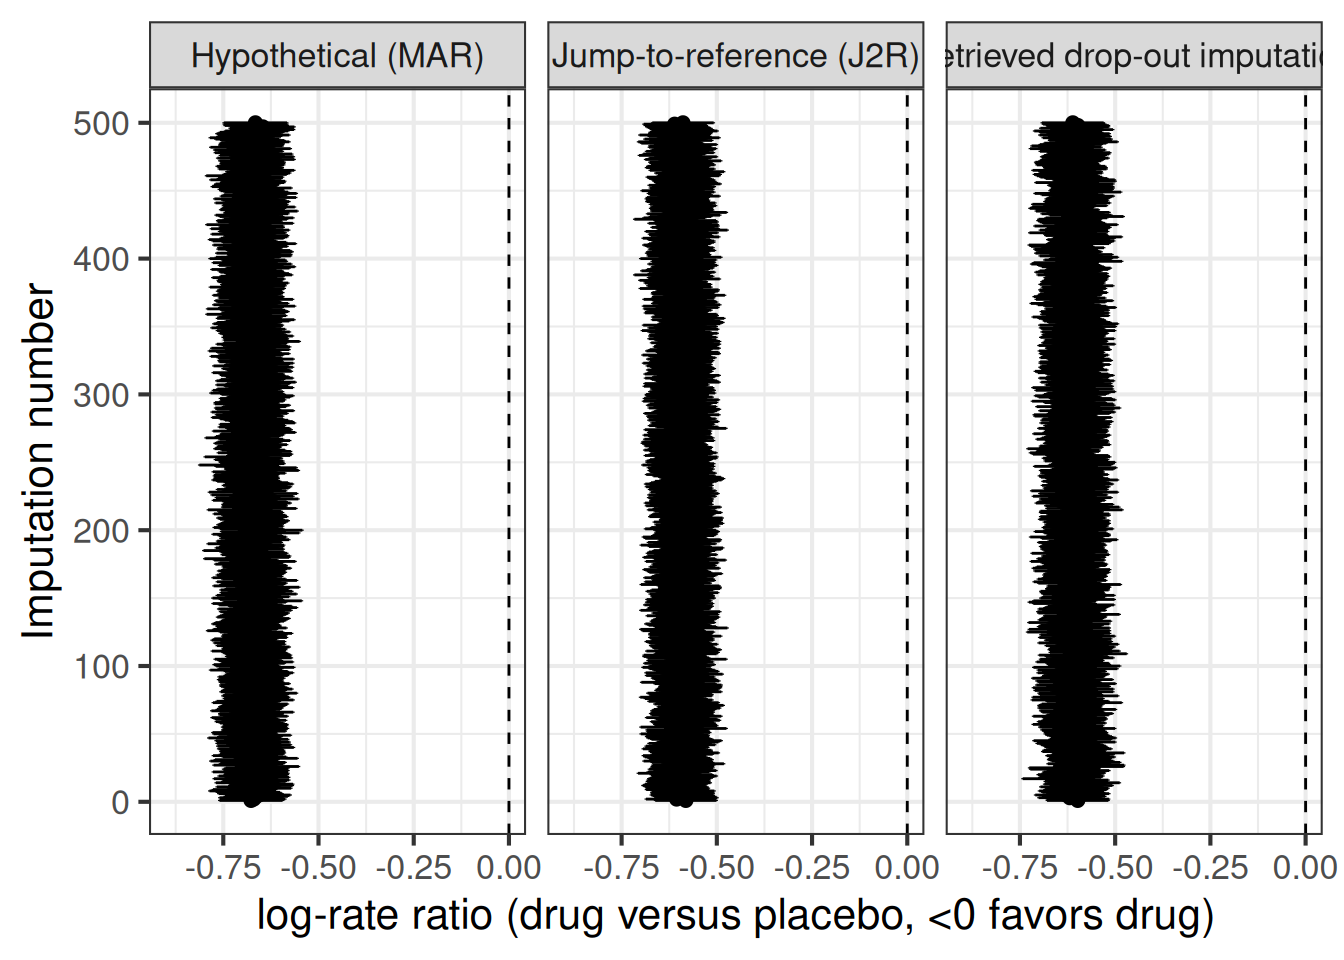 Hypothetical (MAR) Jump-to-reference (J2R) etrieved drop-out imputati
500
400
300
200
100
0
Imputation number
-0.75 -0.50 -0.25 0.00 -0.75 -0.50 -0.25 0.00 -0.75 -0.50 -0.25 0.00
log-rate ratio (drug versus placebo, <0 favors drug)